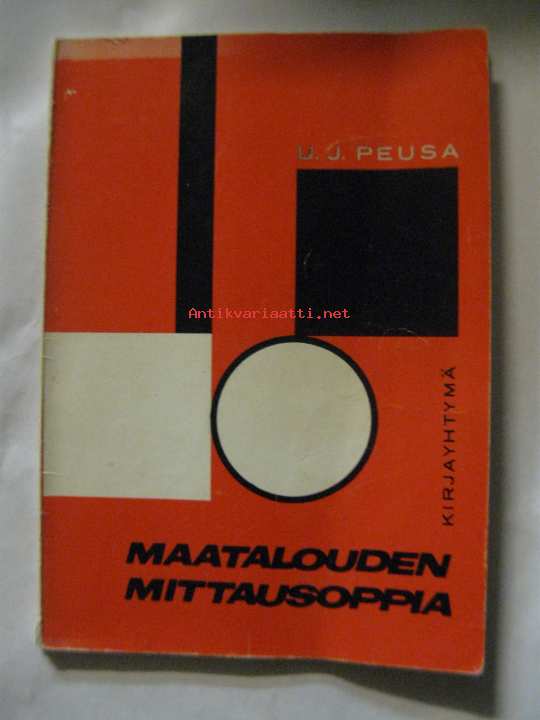 U. J. PEUSA
Antikvariaatti.net
KIRJAYHTYMÄ
MAATALOUDEN
MITTAUSOPPIA